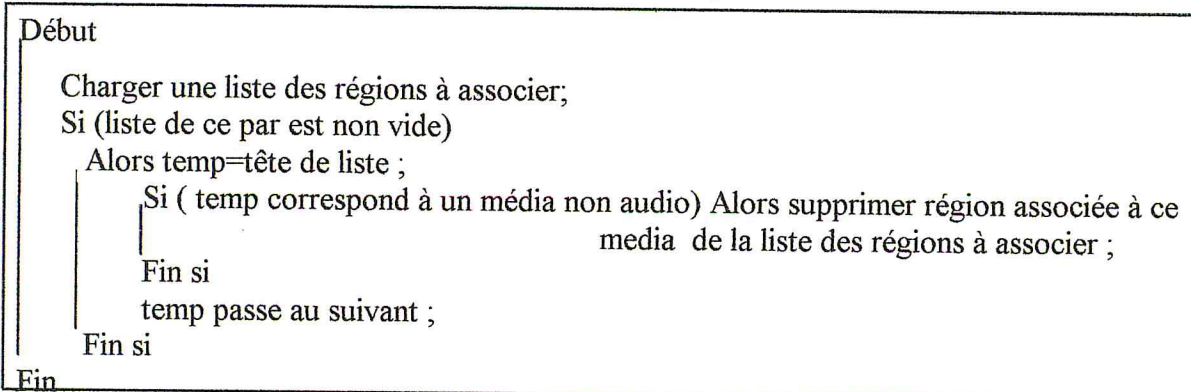 Début
Charger une liste des régions à associer;
Si (liste de ce par est non vide)
Alors temp=tête de liste ;
Si ( temp correspond à un média non audio) Alors supprimer région associée à ce
media de la liste des régions à associer ;
Fin si
temp passe au suivant ;
Fin si
Fin